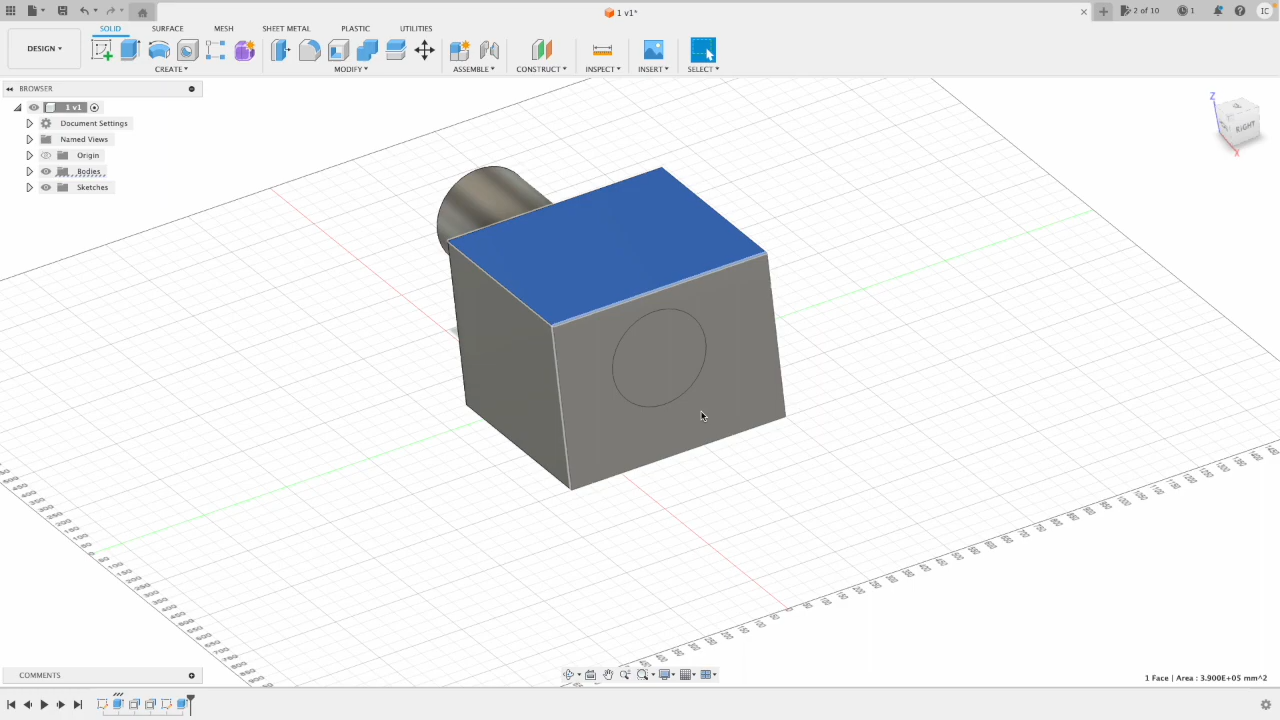 1 v1*
2 of 10
1
IC
DESIGN
SOLID
SURFACE
MESH
SHEET METAL
PLASTIC
UTILITIES
CREATE
MODIFY
ASSEMBLE
CONSTRUCT
INSPECT
INSERT
SELECT
BROWSER
1 v1
Document Settings
Named Views
Origin
Bodies
Sketches
Z
RIGHT
X
COMMENTS
1 Face | Area : 3.900E+05 mm^2